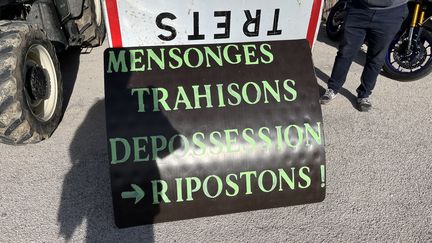 TRETS
MENSONGES
TRAHISONS
DEPOSSESSION
→ RIPOSTONS !